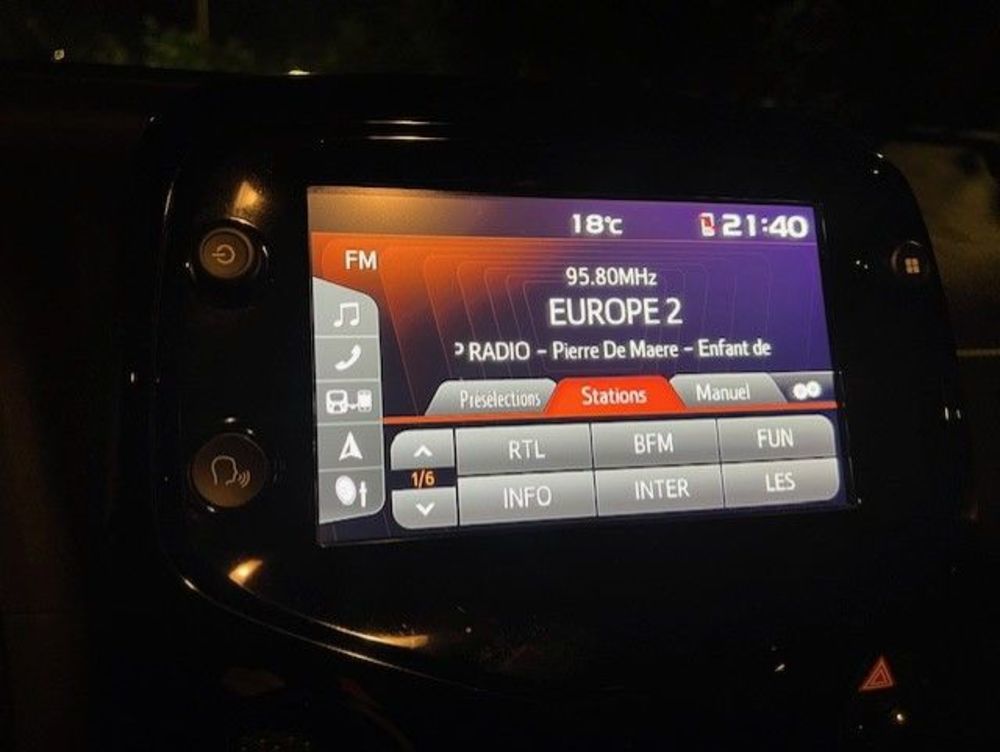 18°C 21:40
FM
95.80MHz
EUROPE 2
RADIO - Pierre De Maere - Enfant de
Présélections Stations Manuel
RTL BFM FUN
1/6
INFO INTER LES